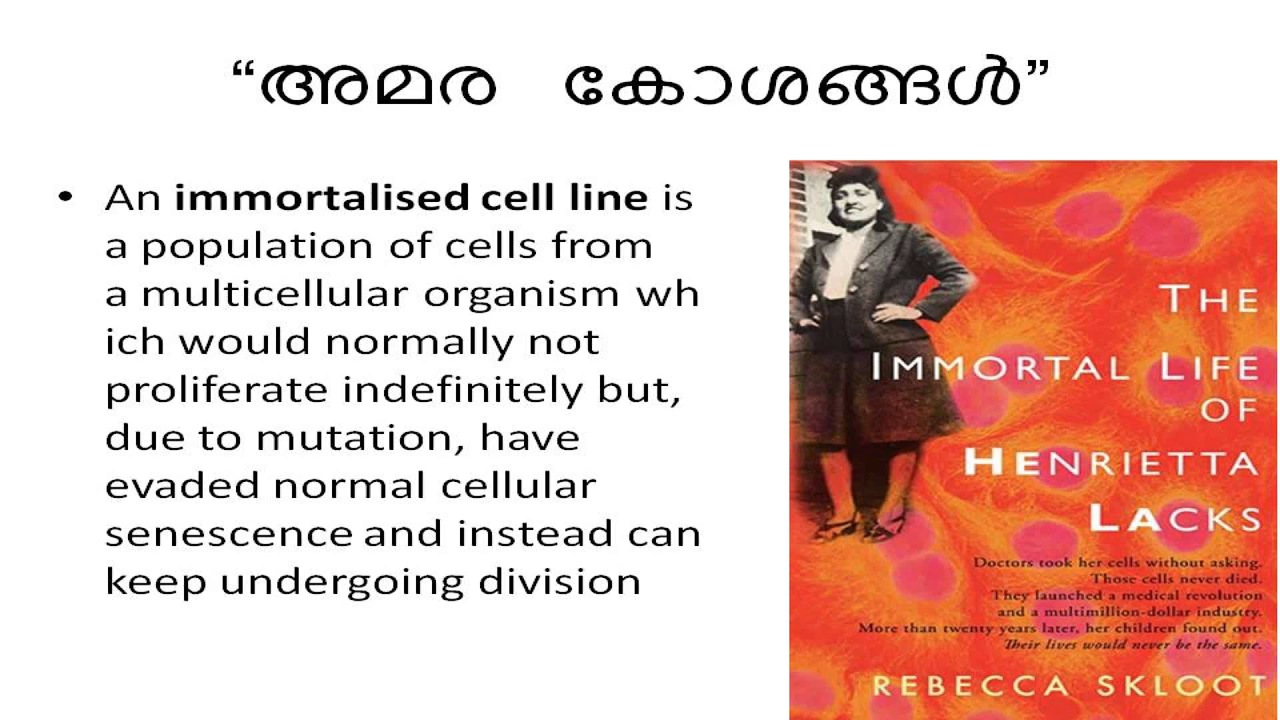 “അമര കോശങ്ങൾ”
• An immortalised cell line is
a population of cells from
a multicellular organism wh
ich would normally not
proliferate indefinitely but,
due to mutation, have
evaded normal cellular
senescence and instead can
keep undergoing division
THE
IMMORTAL LIFE
OF
HENRIETTA
LACKS
Doctors took her cells without asking.
Those cells never died.
They launched a medical revolution
and a multimillion-dollar industry.
More than twenty years later, her children found out.
Their lives would never be the same.
REBECCA SKLOOT